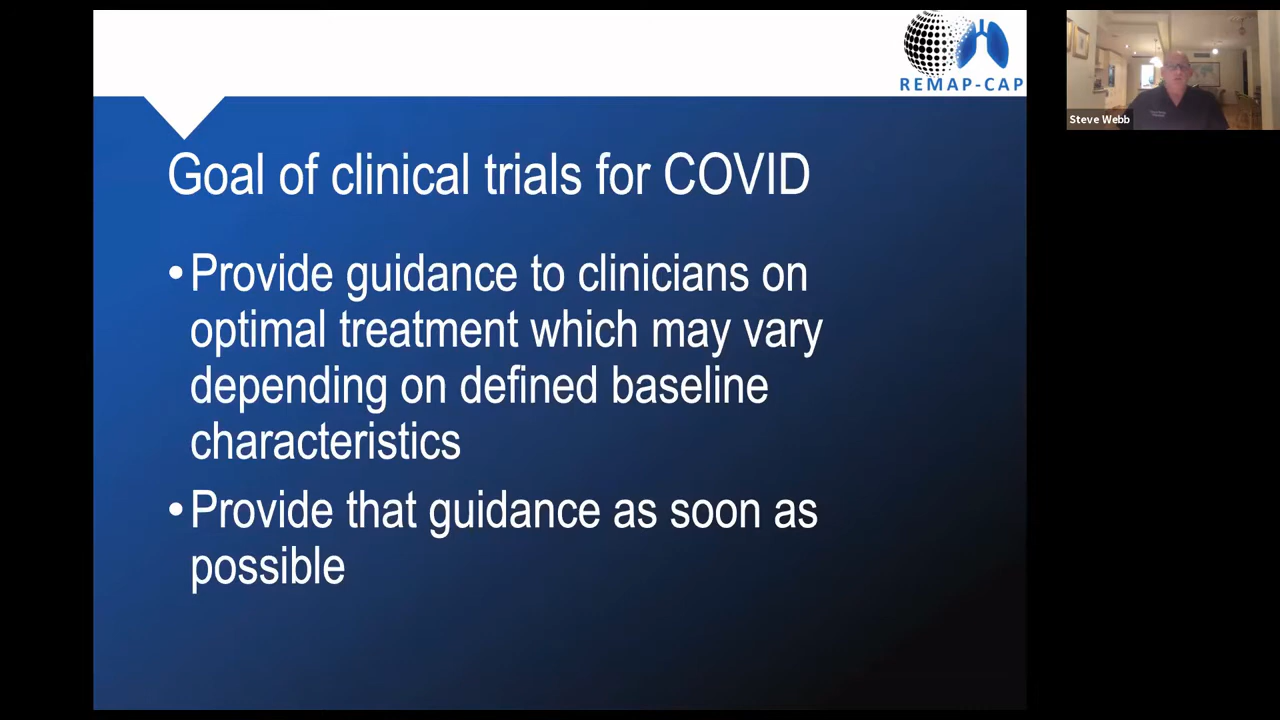 REMAP-CAP
Steve Webb
Goal of clinical trials for COVID
•Provide guidance to clinicians on
optimal treatment which may vary
depending on defined baseline
characteristics
•Provide that guidance as soon as
possible